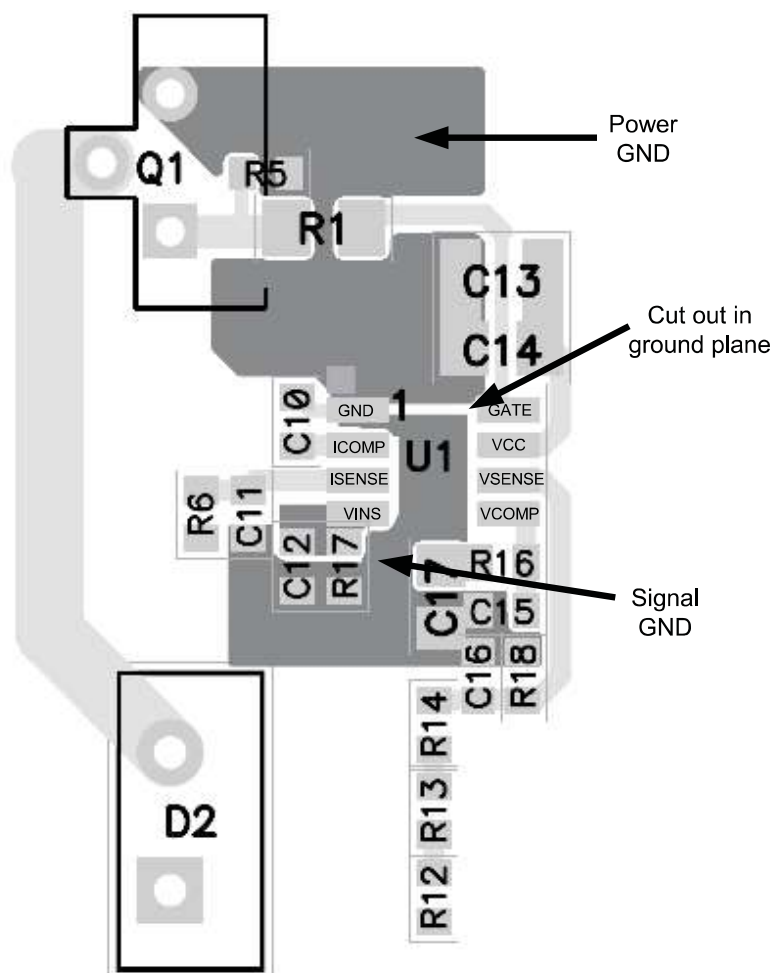 Power
GND
Q1
R5
R1
C13
Cut out in
ground plane
C14
C10
GND
1
GATE
ICOMP
U1
VCC
ISENSE
VSENSE
R6
C11
VINS
VCOMP
C12
R17
C17
R16
Signal
GND
C15
C16
R18
R14
D2
R13
R12